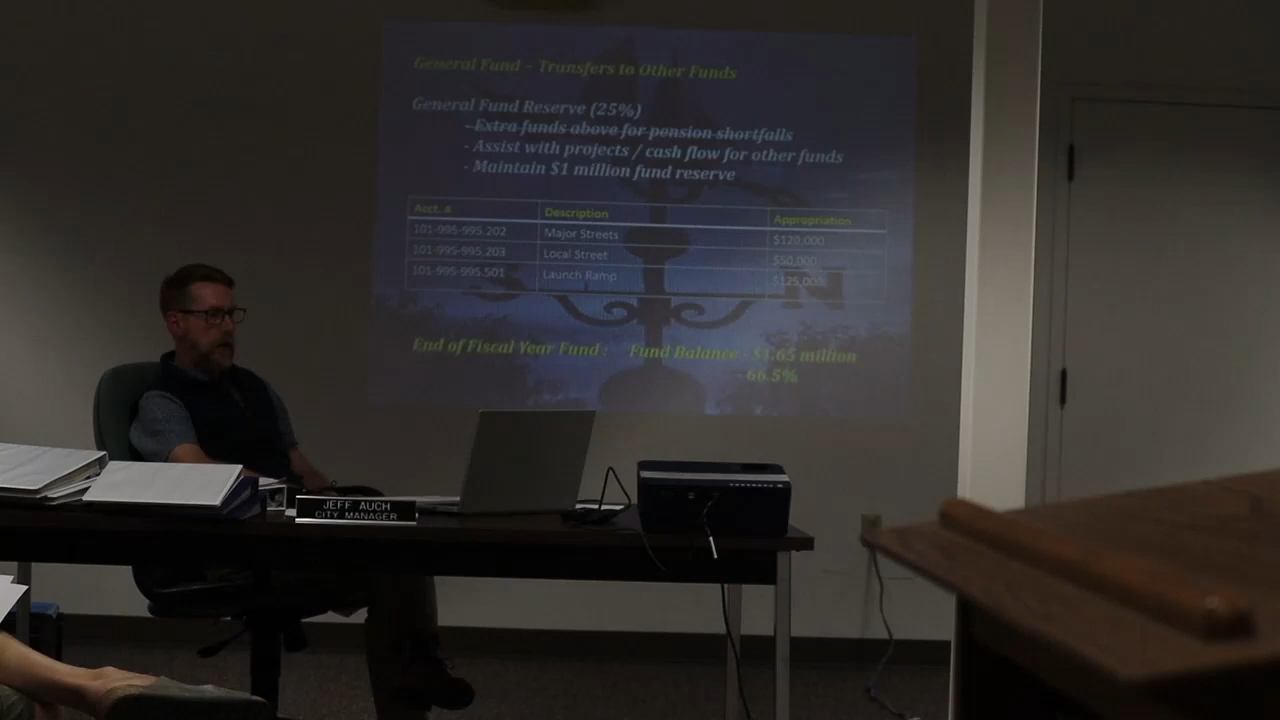 General Fund – Transfers to Other Funds
General Fund Reserve (25%)
- Extra funds above for pension shortfalls
- Assist with projects / cash flow for other funds
- Maintain $1 million fund reserve
Acct. # Description Appropriation
101-995-995.202 Major Streets $120,000
101-995-995.203 Local Street $50,000
101-995-995.501 Launch Ramp $125,000
End of Fiscal Year Fund : Fund Balance - $1.65 million
- 66.5%
S N
JEFF AUCH
CITY MANAGER